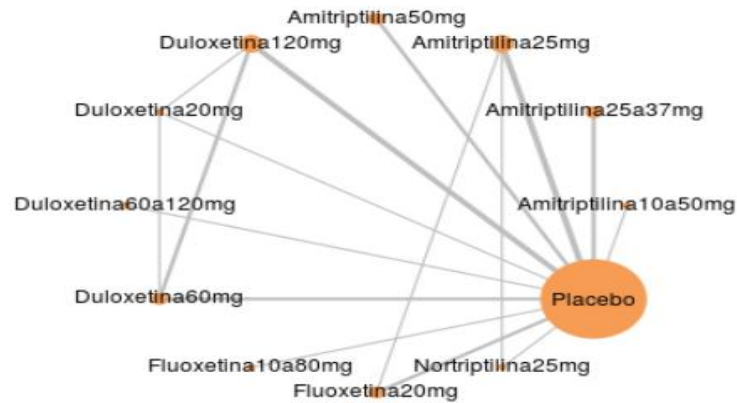 Amitriptilina50mg
Duloxetina120mg
Amitriptilina25mg
Duloxetina20mg
Amitriptilina25a37mg
Duloxetina60a120mg
Amitriptilina10a50mg
Duloxetina60mg
Placebo
Fluoxetina10a80mg
Nortriptilina25mg
Fluoxetina20mg